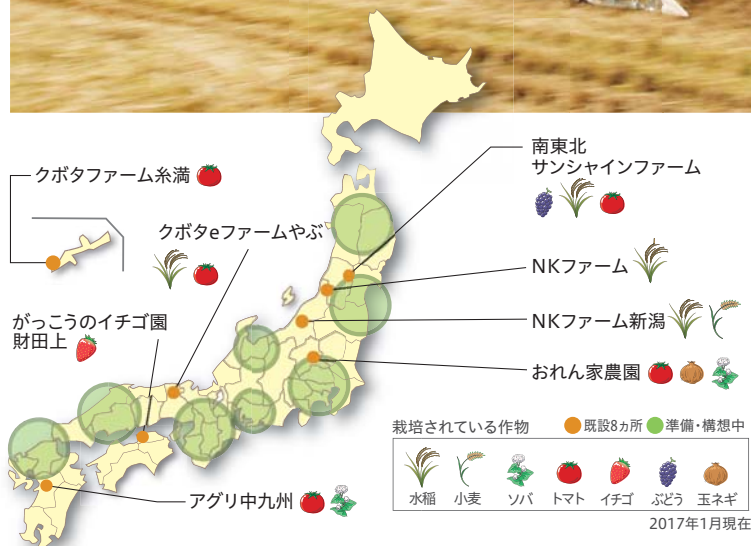 南東北
サンシャインファーム
クボタファーム糸満
クボタeファームやぶ
NKファーム
がっこうのイチゴ園
財田上
NKファーム新潟
おれん家農園
アグリ中九州
栽培されている作物 既設8ヵ所 準備・構想中
水稲 小麦 ソバ トマト イチゴ ぶどう 玉ネギ
2017年1月現在